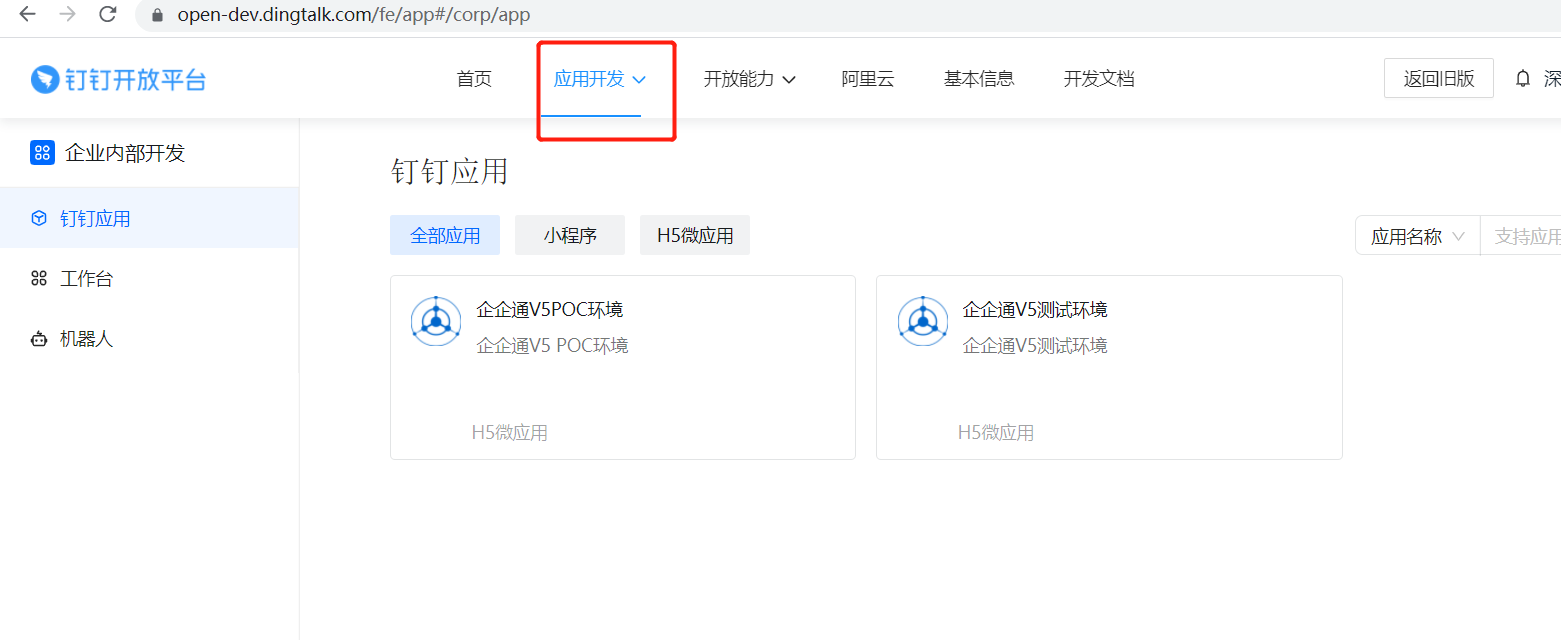 open-dev.dingtalk.com/fe/app#/corp/app
钉钉开放平台 首页 应用开发 开放能力 阿里云 基本信息 开发文档 返回旧版 深
企业内部开发
钉钉应用
工作台
机器人
钉钉应用
全部应用 小程序 H5微应用 应用名称 支持应用
企企通V5POC环境
企企通V5 POC环境
H5微应用
企企通V5测试环境
企企通V5测试环境
H5微应用